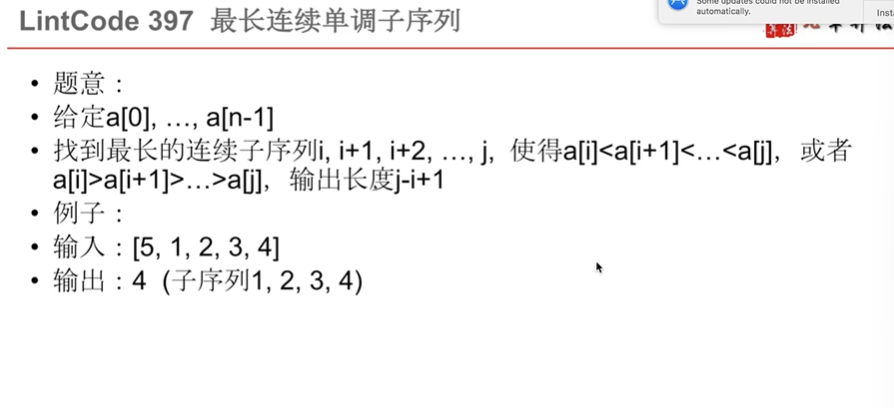 Some updates could not be installed
automatically.
Inst
LintCode 397 最长连续单调子序列
• 题意：
• 给定a[0], …, a[n-1]
• 找到最长的连续子序列i, i+1, i+2, …, j, 使得a[i]<a[i+1]<…<a[j], 或者
a[i]>a[i+1]>…>a[j], 输出长度j-i+1
• 例子：
• 输入：[5, 1, 2, 3, 4]
• 输出：4 (子序列1, 2, 3, 4)